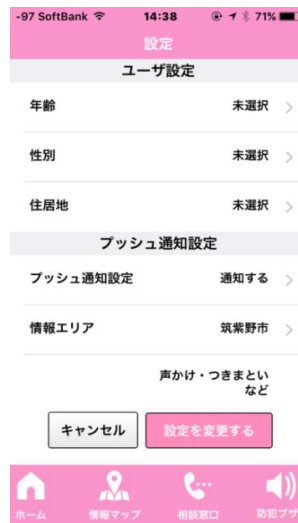 -97 SoftBank 14:38 71%
設定
ユーザ設定
年齢 未選択
性別 未選択
住居地 未選択
プッシュ通知設定
プッシュ通知設定 通知する
情報エリア 筑紫野市
声かけ・つきまとい
など
キャンセル 設定を変更する
ホーム 情報マップ 相談窓口 防犯ブザ